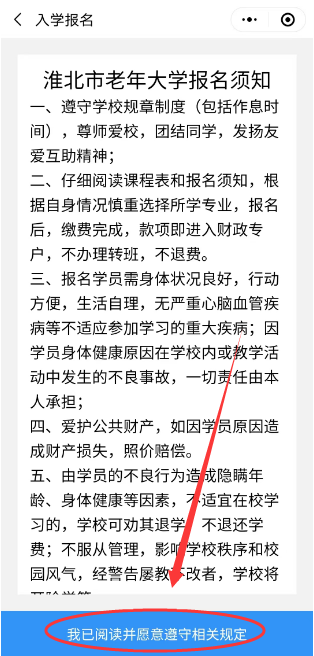 入学报名
淮北市老年大学报名须知
一、遵守学校规章制度（包括作息时
间），尊师爱校，团结同学，发扬友
爱互助精神；
二、仔细阅读课程表和报名须知，根
据自身情况慎重选择所学专业，报名
后，缴费完成，款项即进入财政专
户，不办理转班，不退费。
三、报名学员需身体状况良好，行动
方便，生活自理，无严重心脑血管疾
病等不适应参加学习的重大疾病；因
学员身体健康原因在学校内或教学活
动中发生的不良事故，一切责任由本
人承担；
四、爱护公共财产，如因学员原因造
成财产损失，照价赔偿。
五、由学员的不良行为造成隐瞒年
龄、身体健康等因素，不适宜在校学
习的，学校可劝其退学，不退还学
费；不服从管理，影响学校秩序和校
园风气，经警告屡教不改者，学校将
我已阅读并愿意遵守相关规定